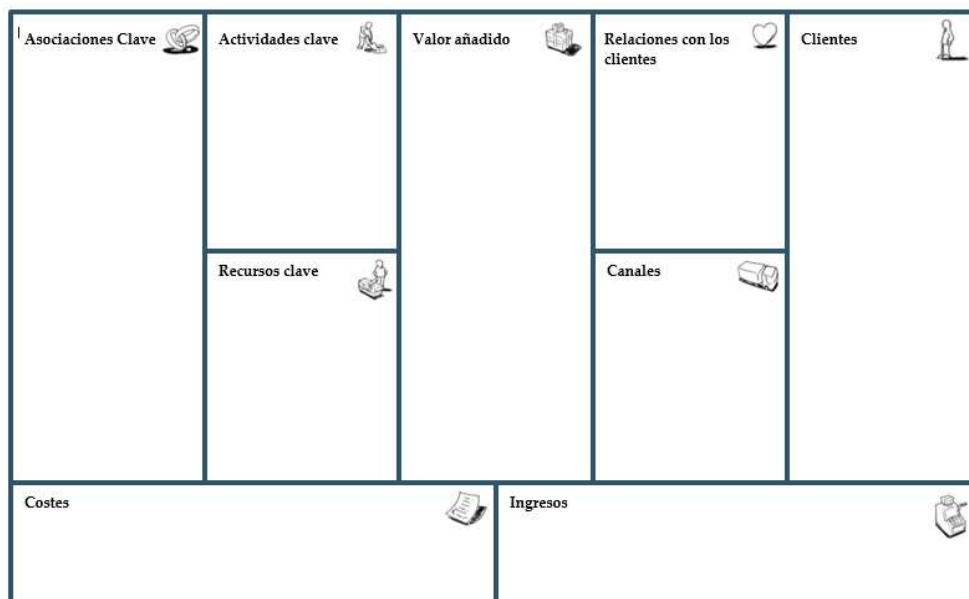 Asociaciones Clave
Actividades clave
Valor añadido
Relaciones con los
clientes
Clientes
Recursos clave
Canales
Costes
Ingresos